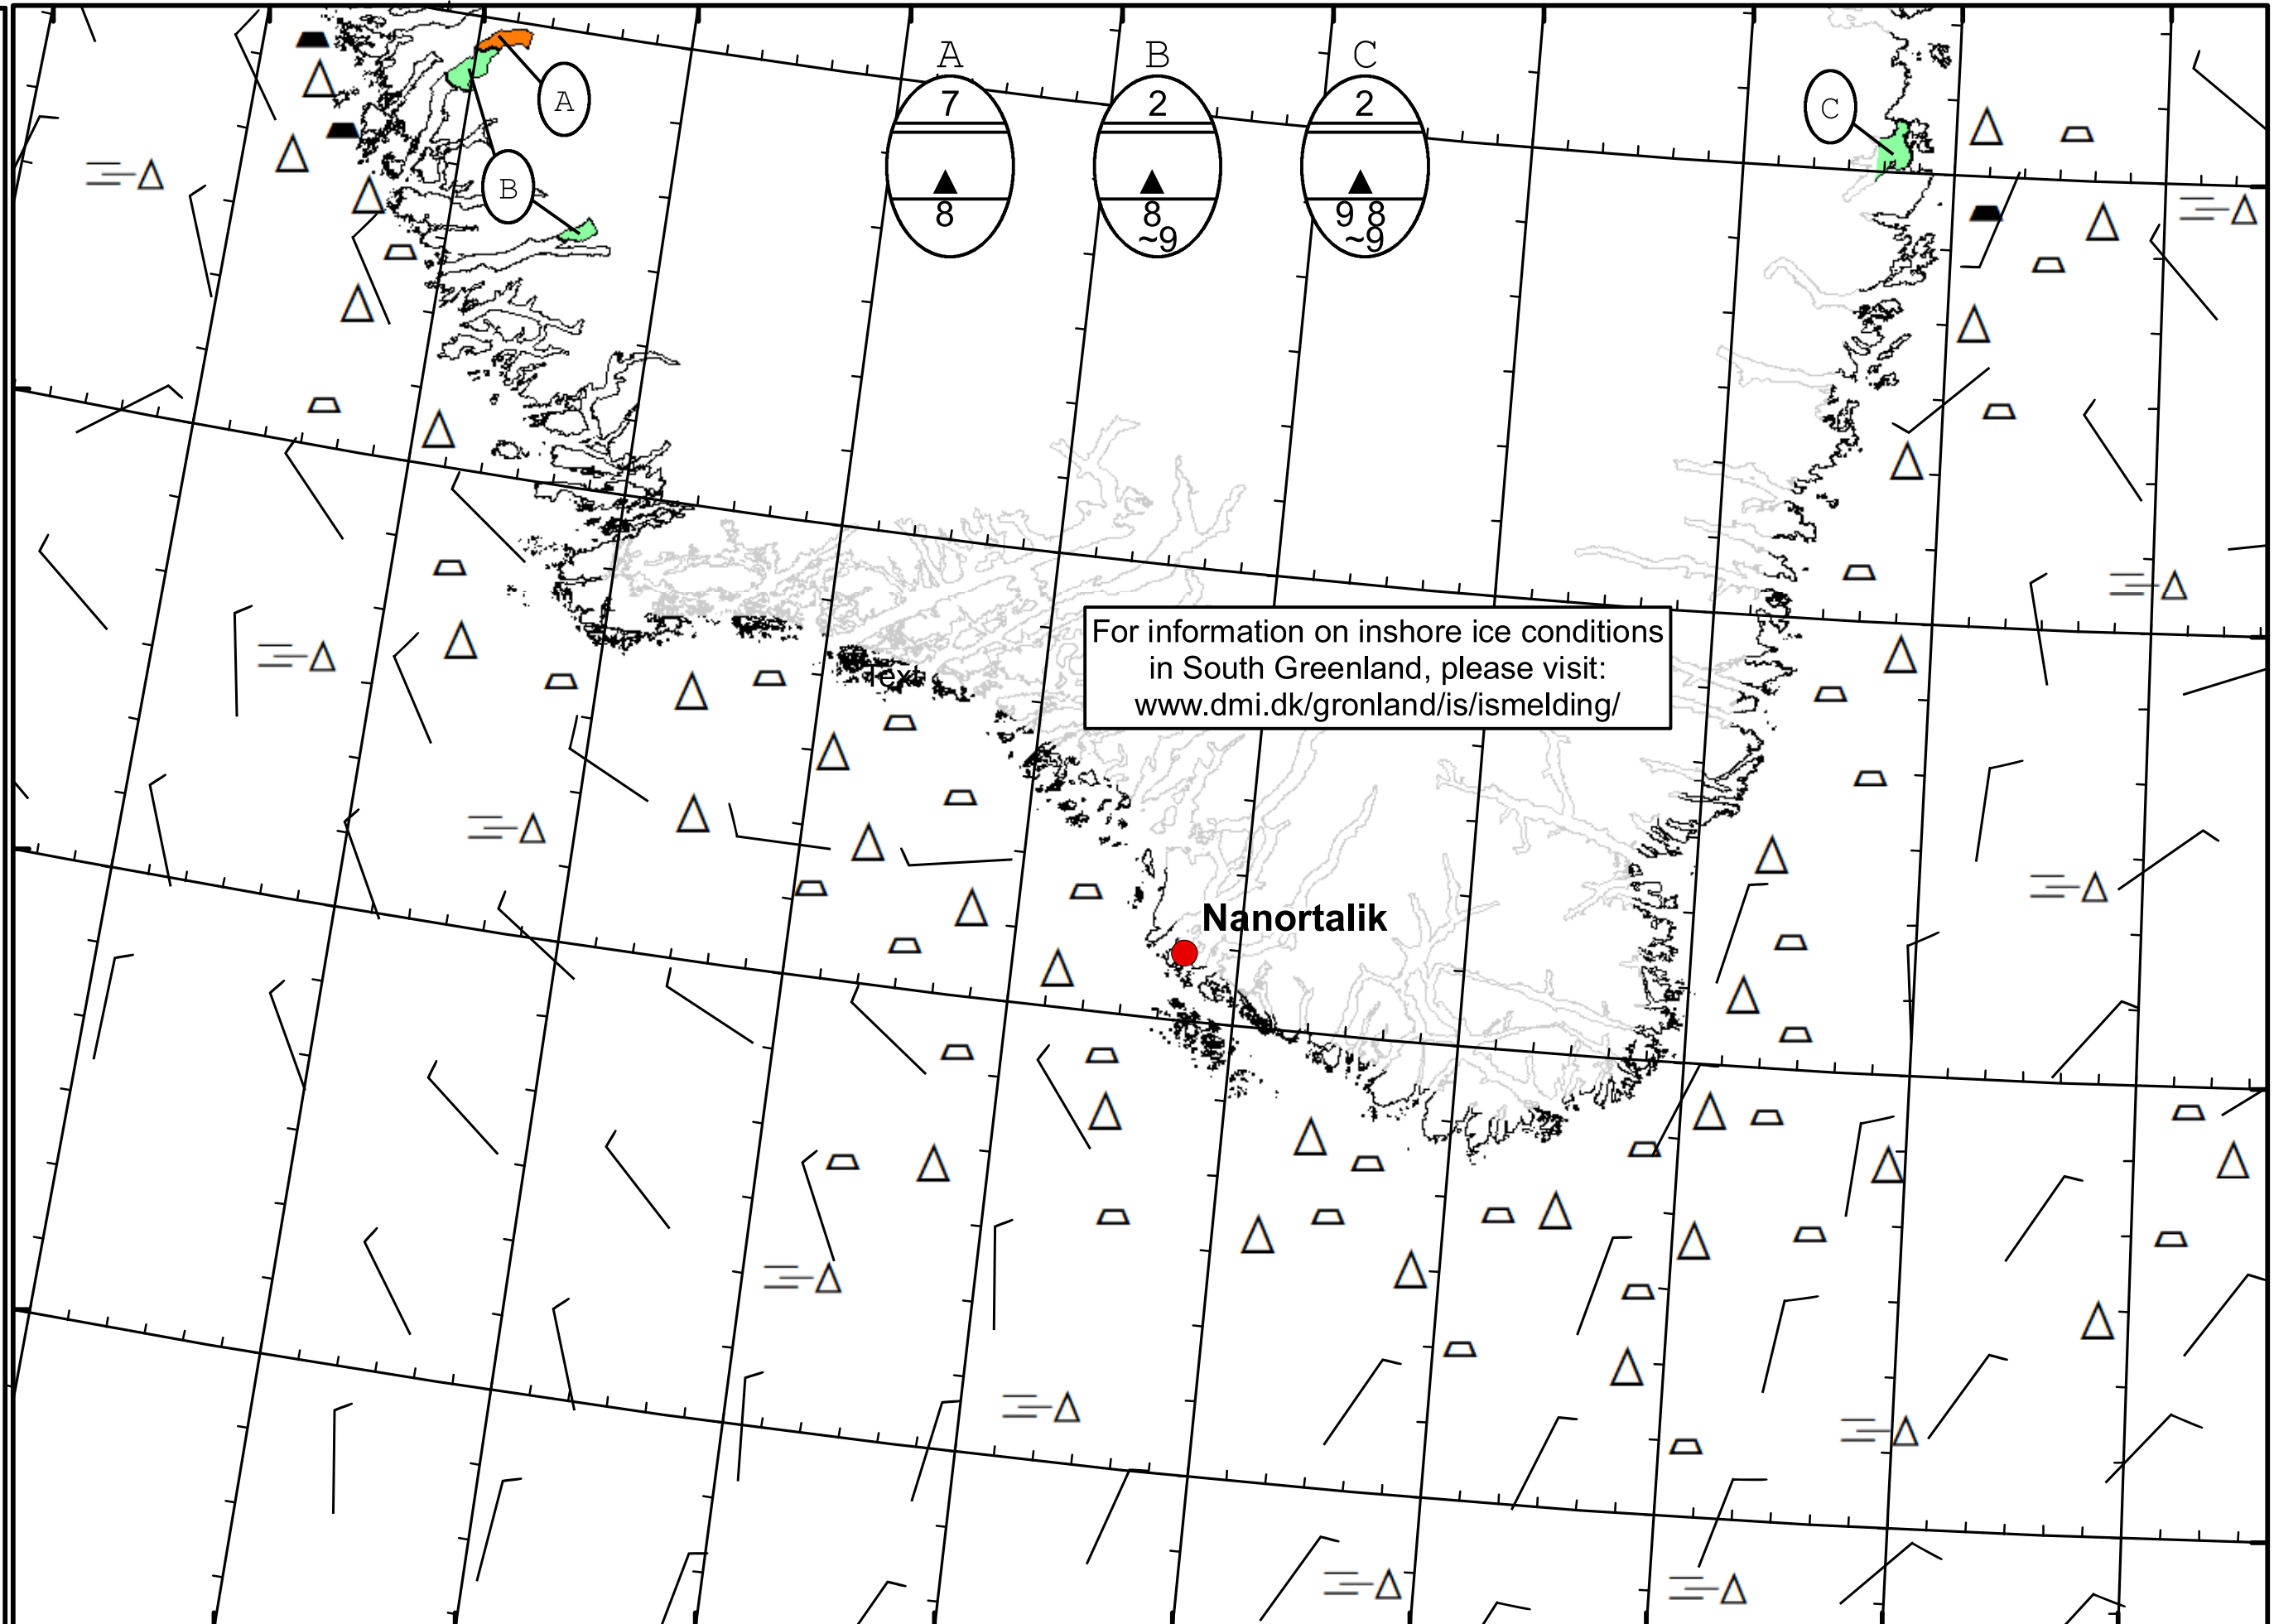 A B C
7 2 2
A
C
B
8 8 9 8
~9 ~9
For information on inshore ice conditions
in South Greenland, please visit:
www.dmi.dk/gronland/is/ismelding/
Text
Nanortalik